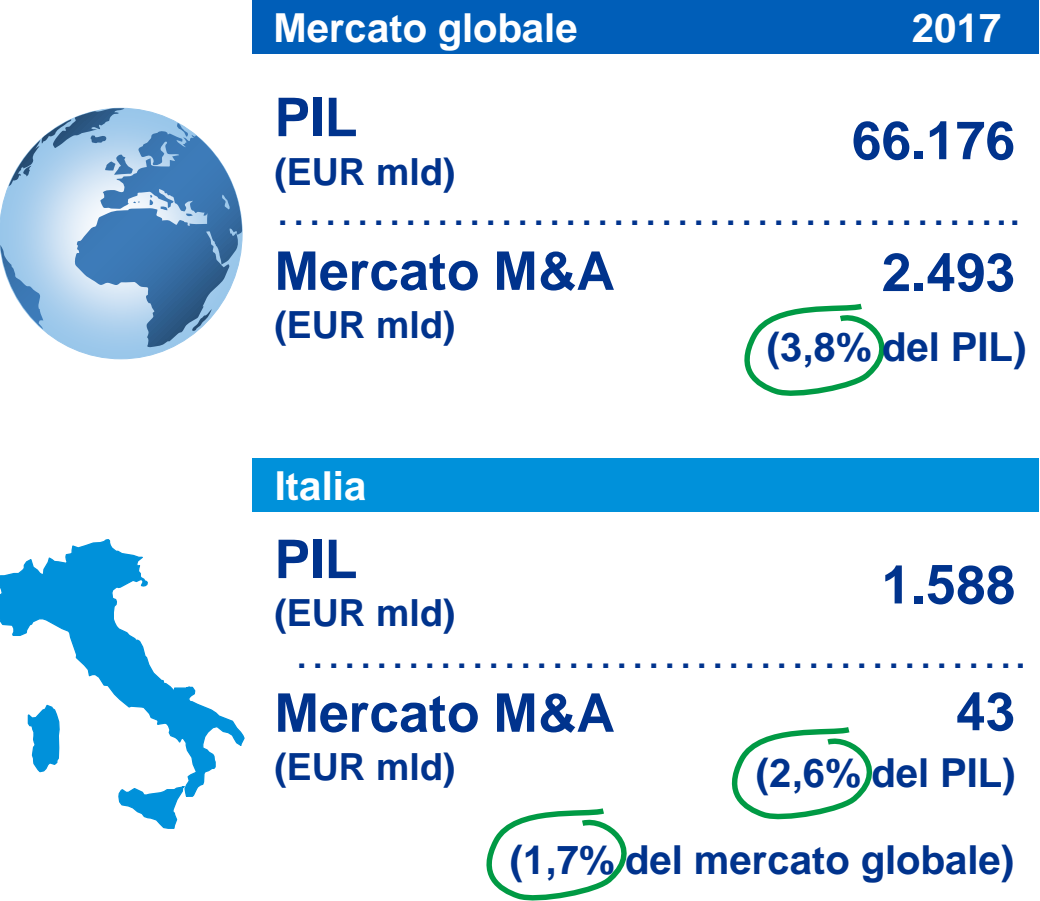 Mercato globale 2017
PIL 66.176
(EUR mld)
Mercato M&A 2.493
(EUR mld)
(3,8% del PIL)
Italia
PIL 1.588
(EUR mld)
Mercato M&A 43
(EUR mld) (2,6% del PIL)
(1,7% del mercato globale)